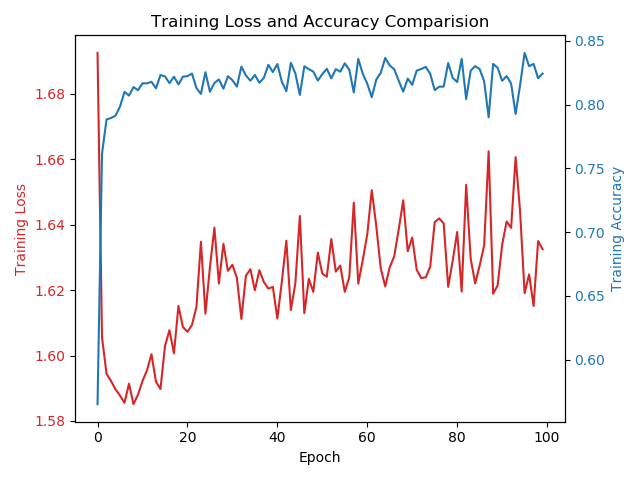 Training Loss and Accuracy Comparision
1.68
1.66
1.64
1.62
1.60
1.58
Training Loss
0.85
0.80
0.75
0.70
0.65
0.60
Training Accuracy
0 20 40 60 80 100
Epoch